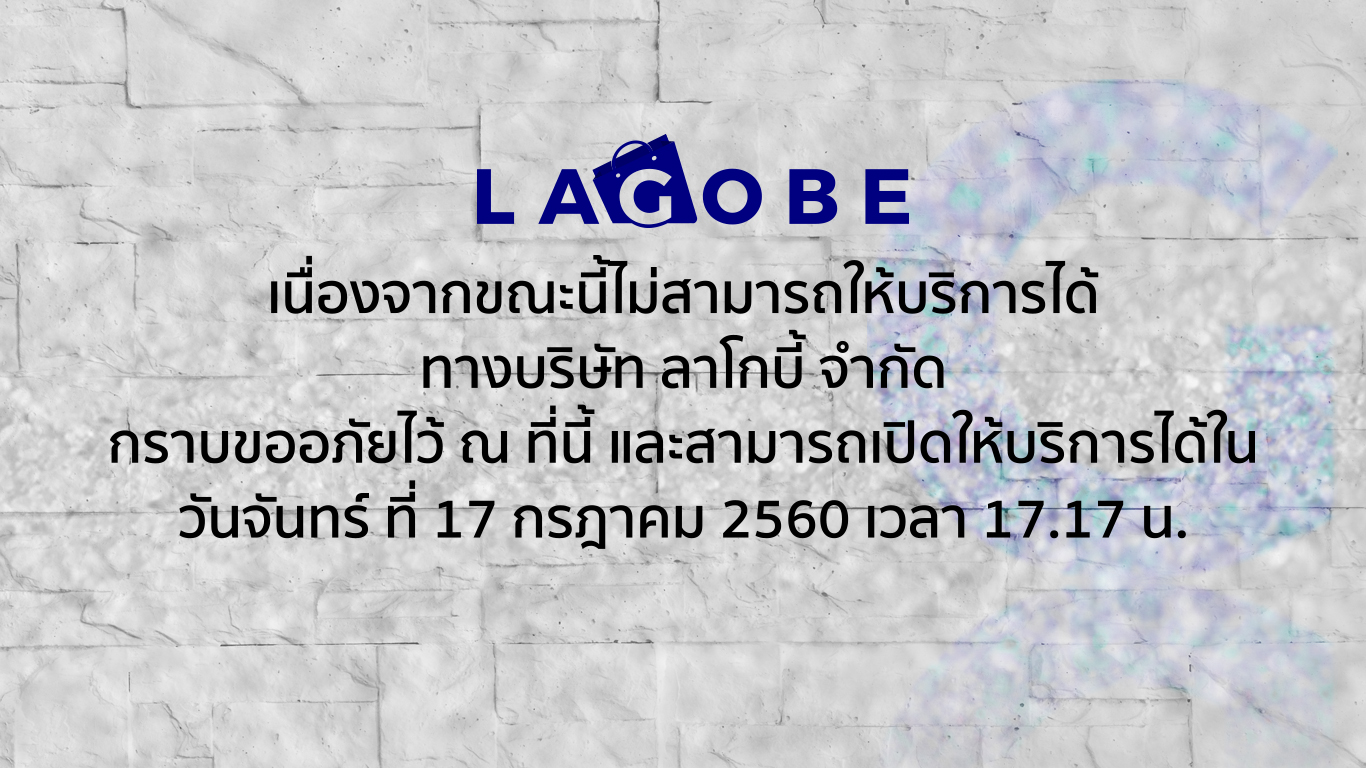 LAGOBE
เนื่องจากขณะนี้ไม่สามารถให้บริการได้
ทางบริษัท ลาโกบี้ จำกัด
กราบขออภัยไว้ ณ ที่นี้ และสามารถเปิดให้บริการได้ใน
วันจันทร์ ที่ 17 กรกฎาคม 2560 เวลา 17.17 น.